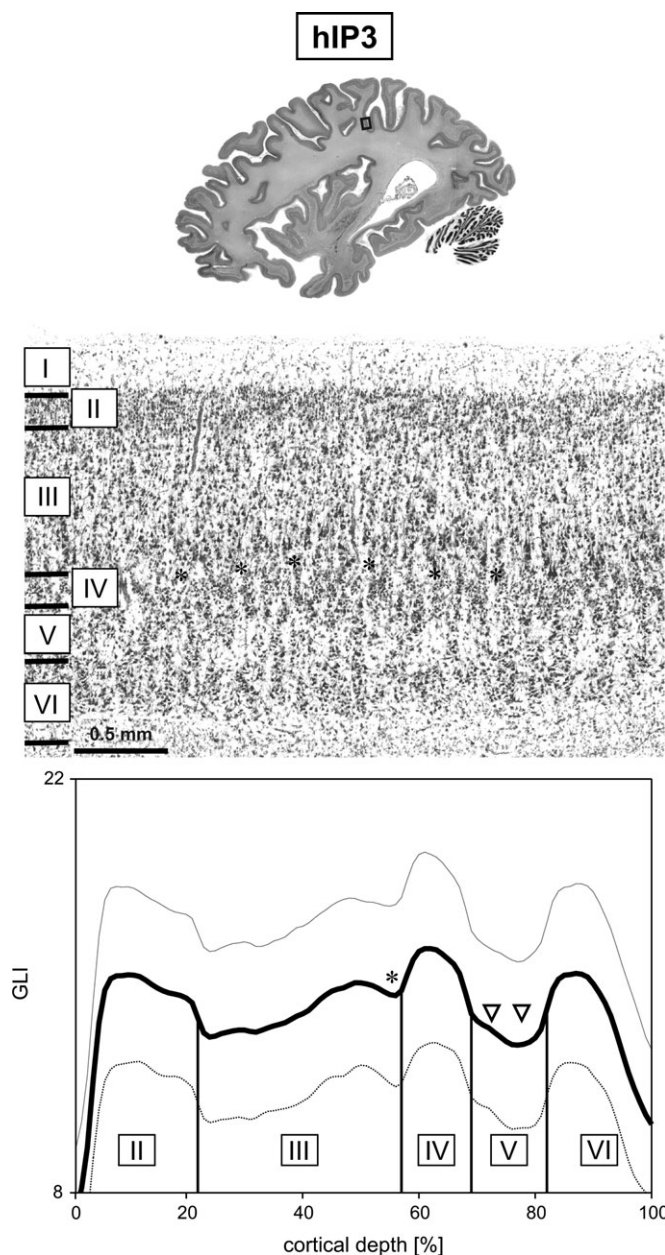 hIP3
I
II
III
* * * * * *
IV
V
VI
0.5 mm
22
GLI
*
II III IV V VI
8
0 20 40 60 80 100
cortical depth [%]